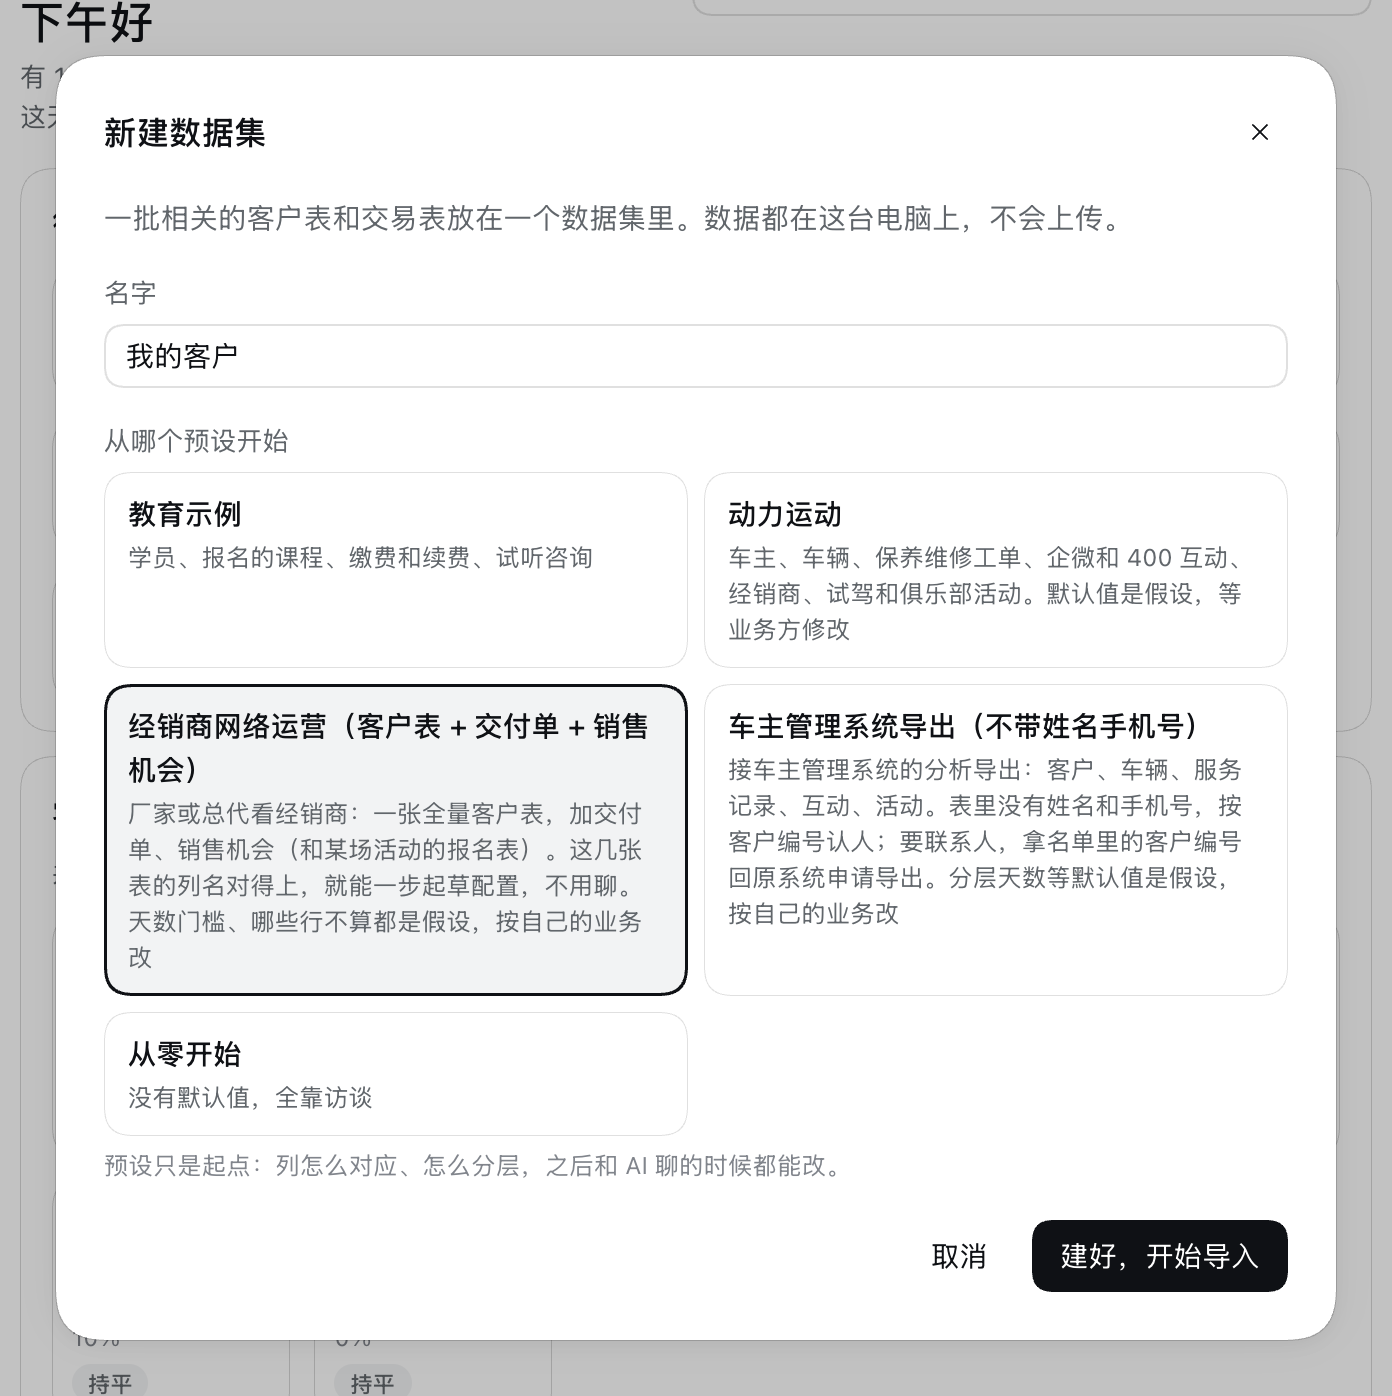 下午好
有 1
这天
新建数据集
一批相关的客户表和交易表放在一个数据集里。数据都在这台电脑上，不会上传。
名字
我的客户
从哪个预设开始
教育示例
学员、报名的课程、缴费和续费、试听咨询
动力运动
车主、车辆、保养维修工单、企微和 400 互动、
经销商、试驾和俱乐部活动。默认值是假设，等
业务方修改
经销商网络运营（客户表 + 交付单 + 销售
机会）
厂家或总代看经销商：一张全量客户表，加交付
单、销售机会（和某场活动的报名表）。这几张
表的列名对得上，就能一步起草配置，不用聊。
天数门槛、哪些行不算都是假设，按自己的业务
改
车主管理系统导出（不带姓名手机号）
接车主管理系统的分析导出：客户、车辆、服务
记录、互动、活动。表里没有姓名和手机号，按
客户编号认人；要联系人，拿名单里的客户编号
回原系统申请导出。分层天数等默认值是假设，
按自己的业务改
从零开始
没有默认值，全靠访谈
预设只是起点：列怎么对应、怎么分层，之后和 AI 聊的时候都能改。
取消
建好，开始导入
持平
持平